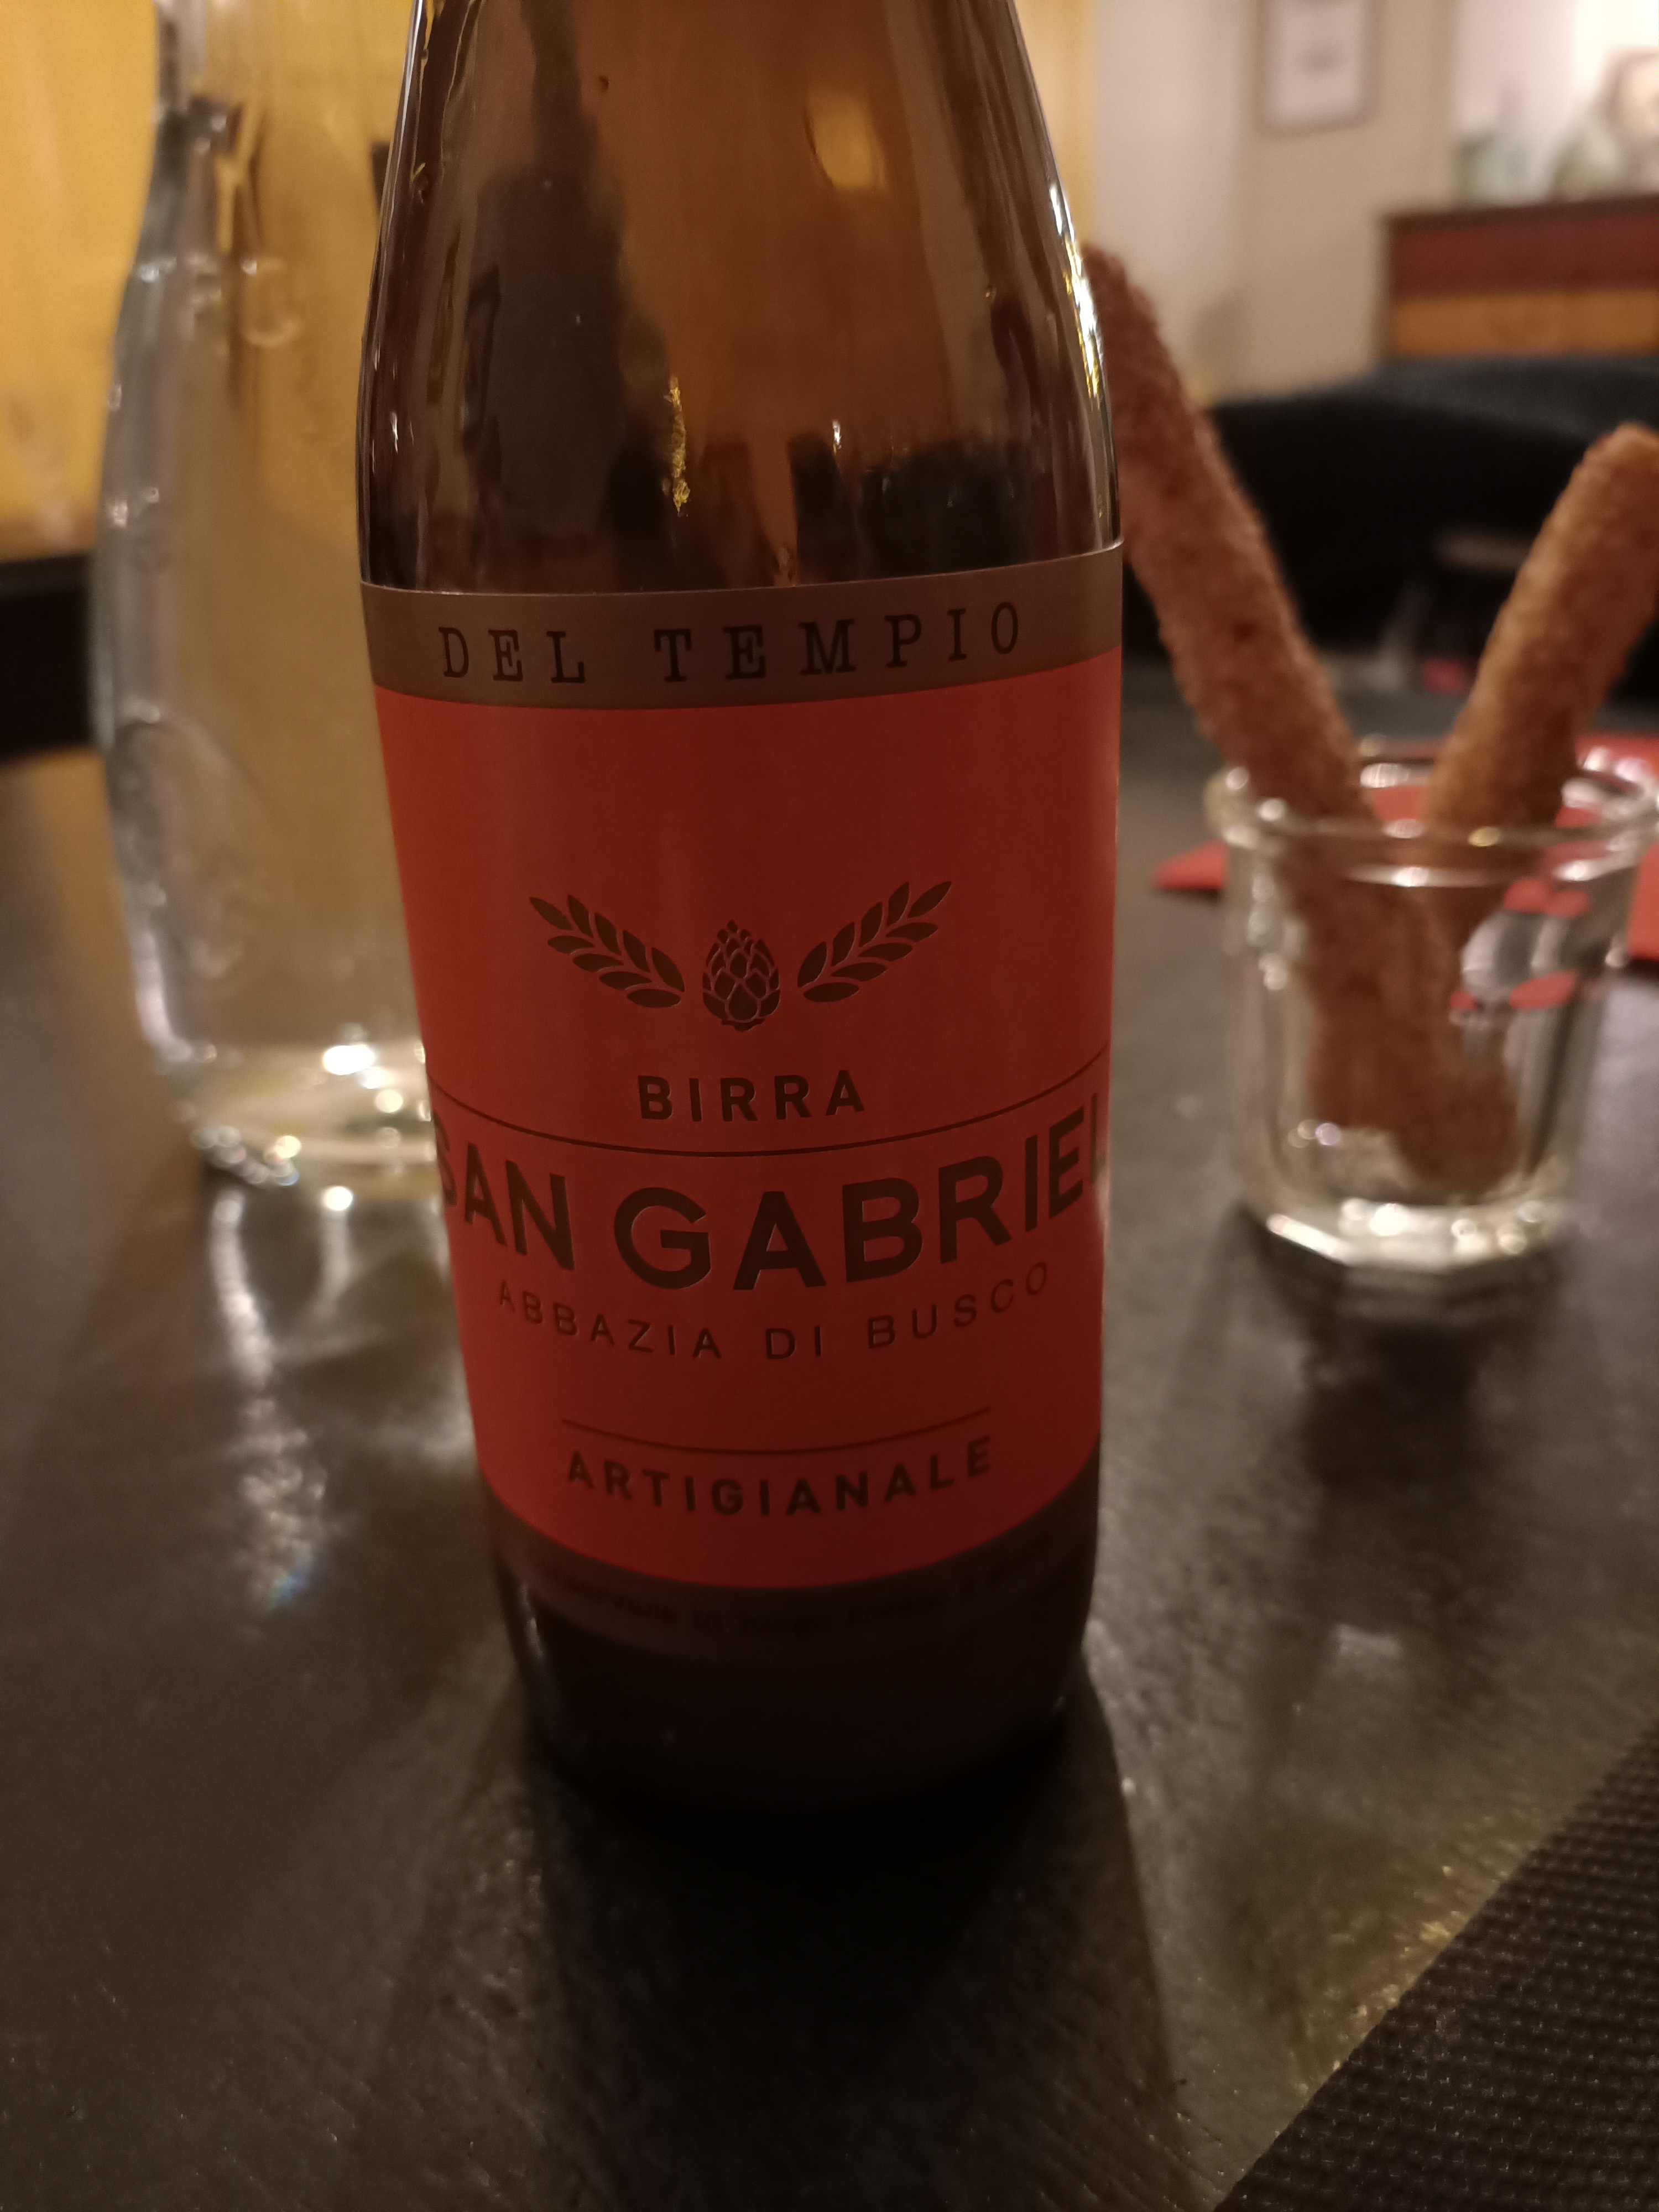 DEL TEMPIO
BIRRA
SAN GABRIEL
ABBAZIA DI BUSCO
ARTIGIANALE